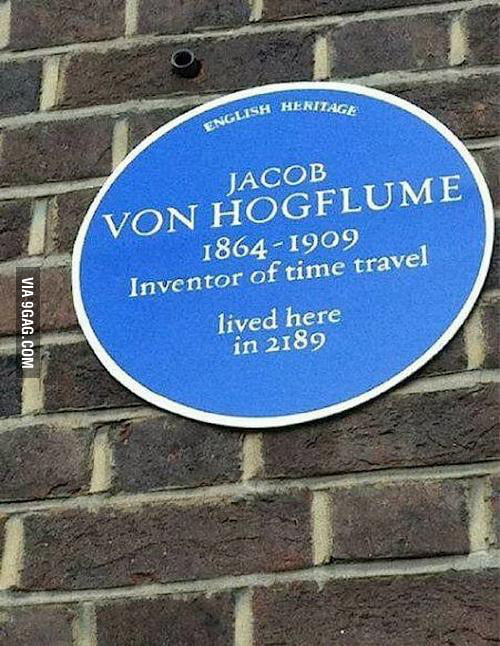 ENGLISH HERITAGE
JACOB
VON HOGFLUME
1864-1909
Inventor of time travel
lived here
in 2189
VIA 9GAG.COM